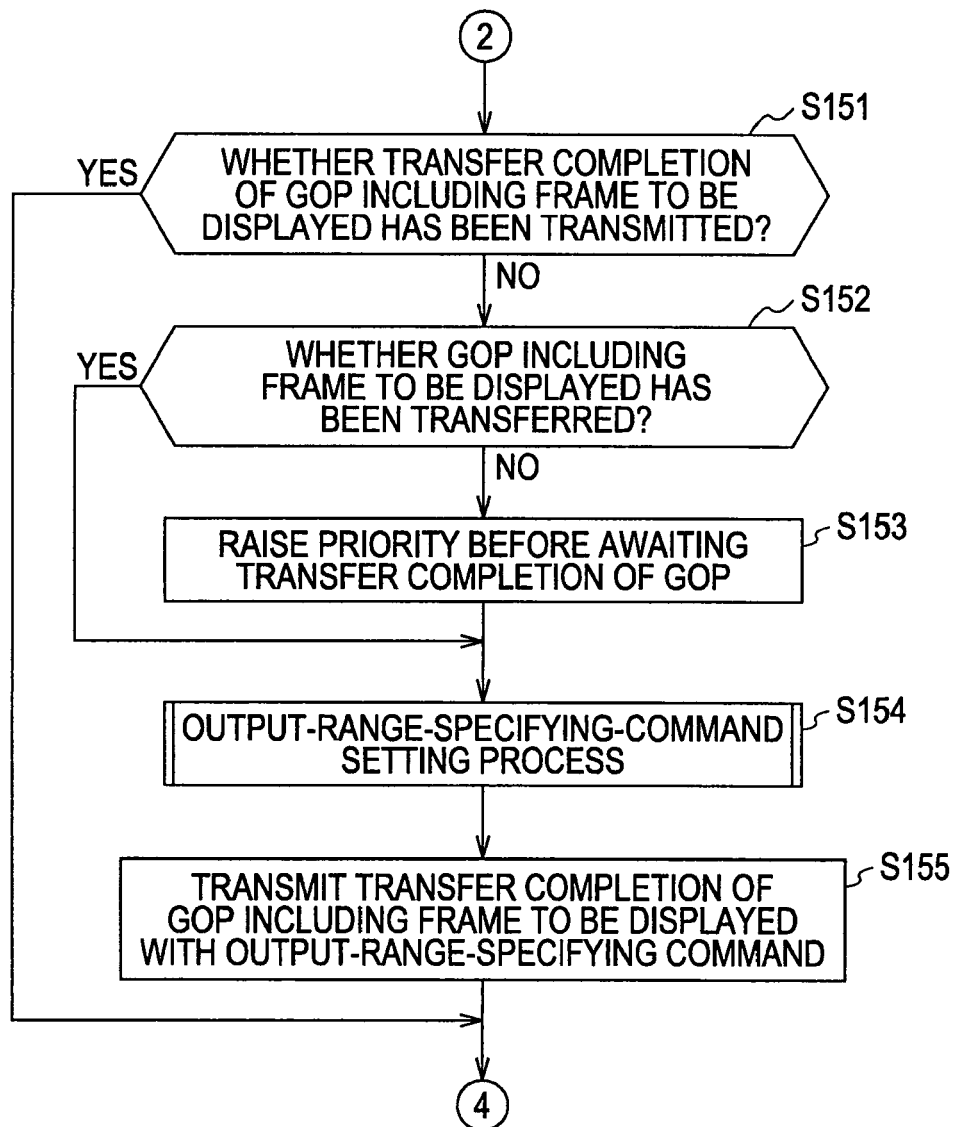 2
S151
WHETHER TRANSFER COMPLETION
OF GOP INCLUDING FRAME TO BE
DISPLAYED HAS BEEN TRANSMITTED?
YES
NO
S152
WHETHER GOP INCLUDING
FRAME TO BE DISPLAYED HAS
BEEN TRANSFERRED?
YES
NO
S153
RAISE PRIORITY BEFORE AWAITING
TRANSFER COMPLETION OF GOP
S154
OUTPUT-RANGE-SPECIFYING-COMMAND
SETTING PROCESS
S155
TRANSMIT TRANSFER COMPLETION OF
GOP INCLUDING FRAME TO BE DISPLAYED
WITH OUTPUT-RANGE-SPECIFYING COMMAND
4